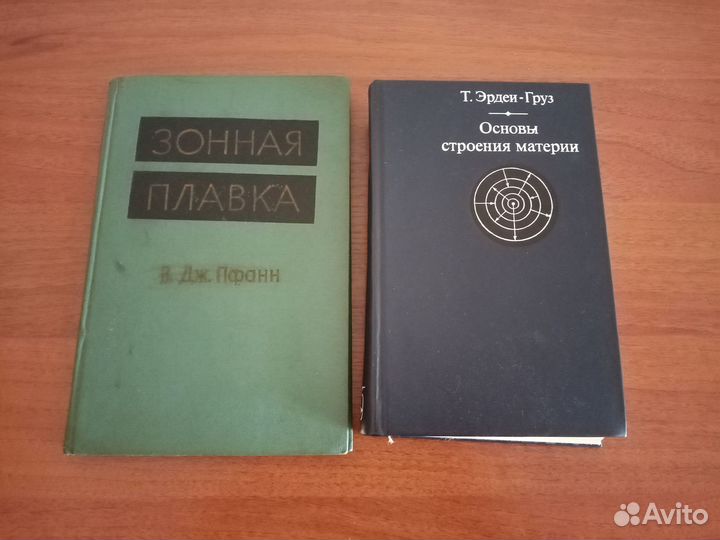 ЗОННАЯ
ПЛАВКА
В. Дж. Пфанн
Т. Эрдеи-Груз
Основы
строения материи
Avito